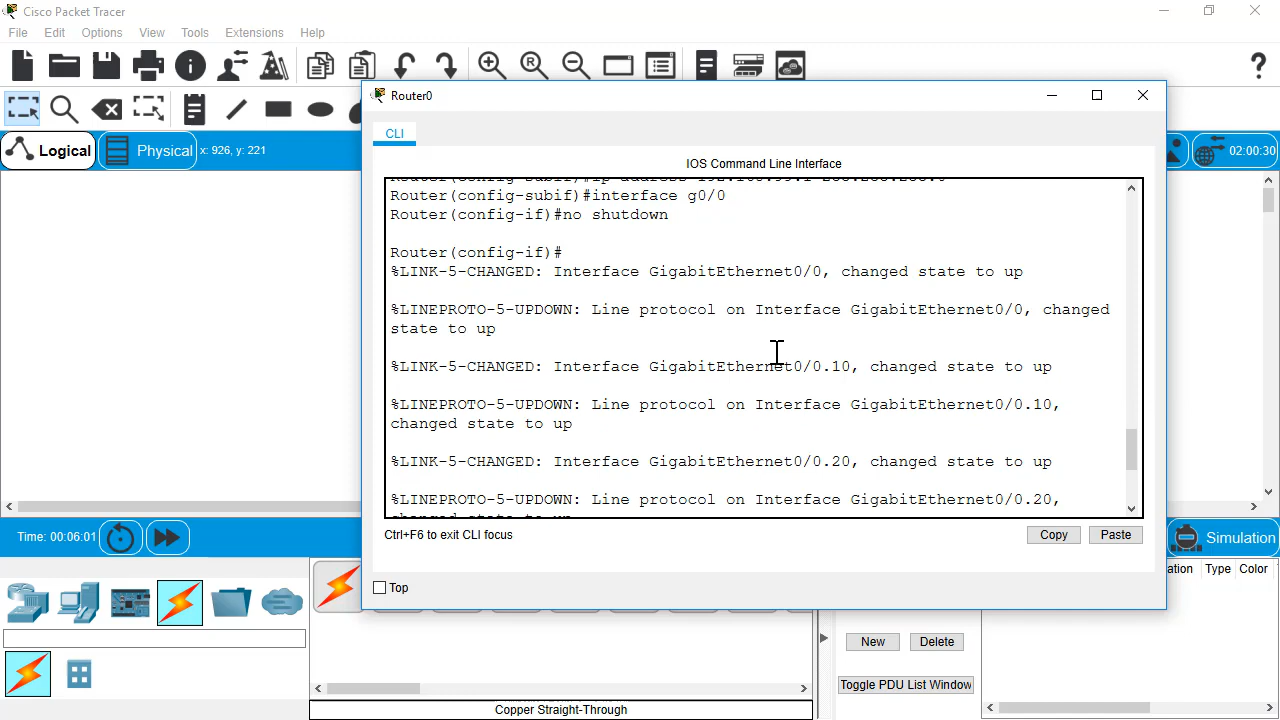 Cisco Packet Tracer
File Edit Options View Tools Extensions Help
R
?
Logical
Physical
x: 926, y: 221
02:00:30
Router0
CLI
IOS Command Line Interface
Router(config-subif)#interface g0/0
Router(config-if)#no shutdown
Router(config-if)#
%LINK-5-CHANGED: Interface GigabitEthernet0/0, changed state to up
%LINEPROTO-5-UPDOWN: Line protocol on Interface GigabitEthernet0/0, changed
state to up
%LINK-5-CHANGED: Interface GigabitEthernet0/0.10, changed state to up
%LINEPROTO-5-UPDOWN: Line protocol on Interface GigabitEthernet0/0.10,
changed state to up
%LINK-5-CHANGED: Interface GigabitEthernet0/0.20, changed state to up
%LINEPROTO-5-UPDOWN: Line protocol on Interface GigabitEthernet0/0.20,
changed state to up
Ctrl+F6 to exit CLI focus
Copy
Paste
Top
Time: 00:06:01
Simulation
ation Type Color
New
Delete
Toggle PDU List Window
Copper Straight-Through